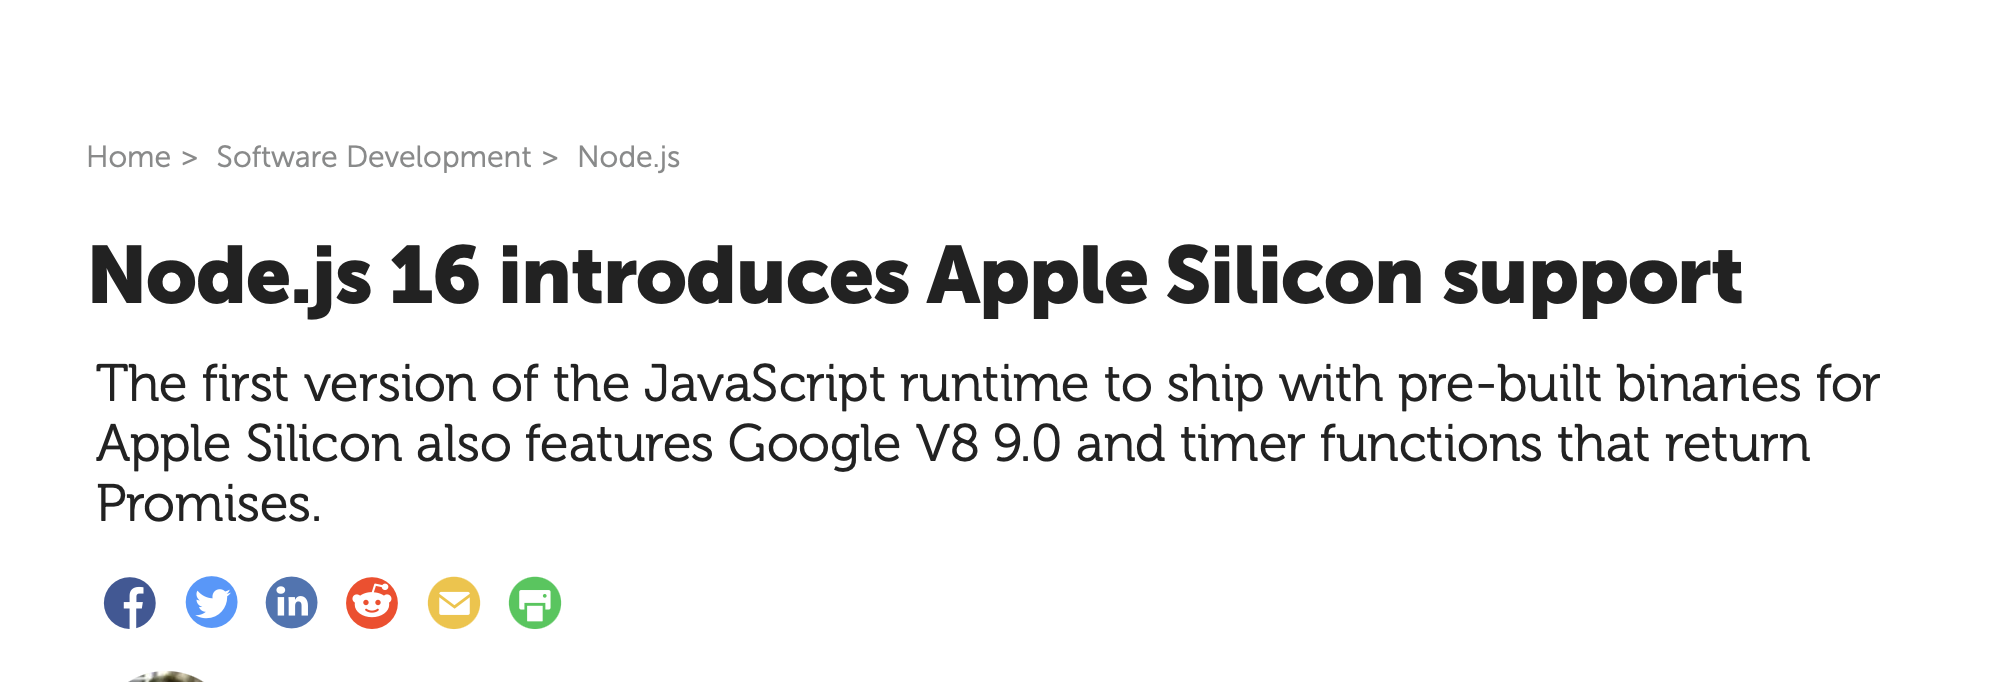 Home > Software Development > Node.js
Node.js 16 introduces Apple Silicon support
The first version of the JavaScript runtime to ship with pre-built binaries for
Apple Silicon also features Google V8 9.0 and timer functions that return
Promises.